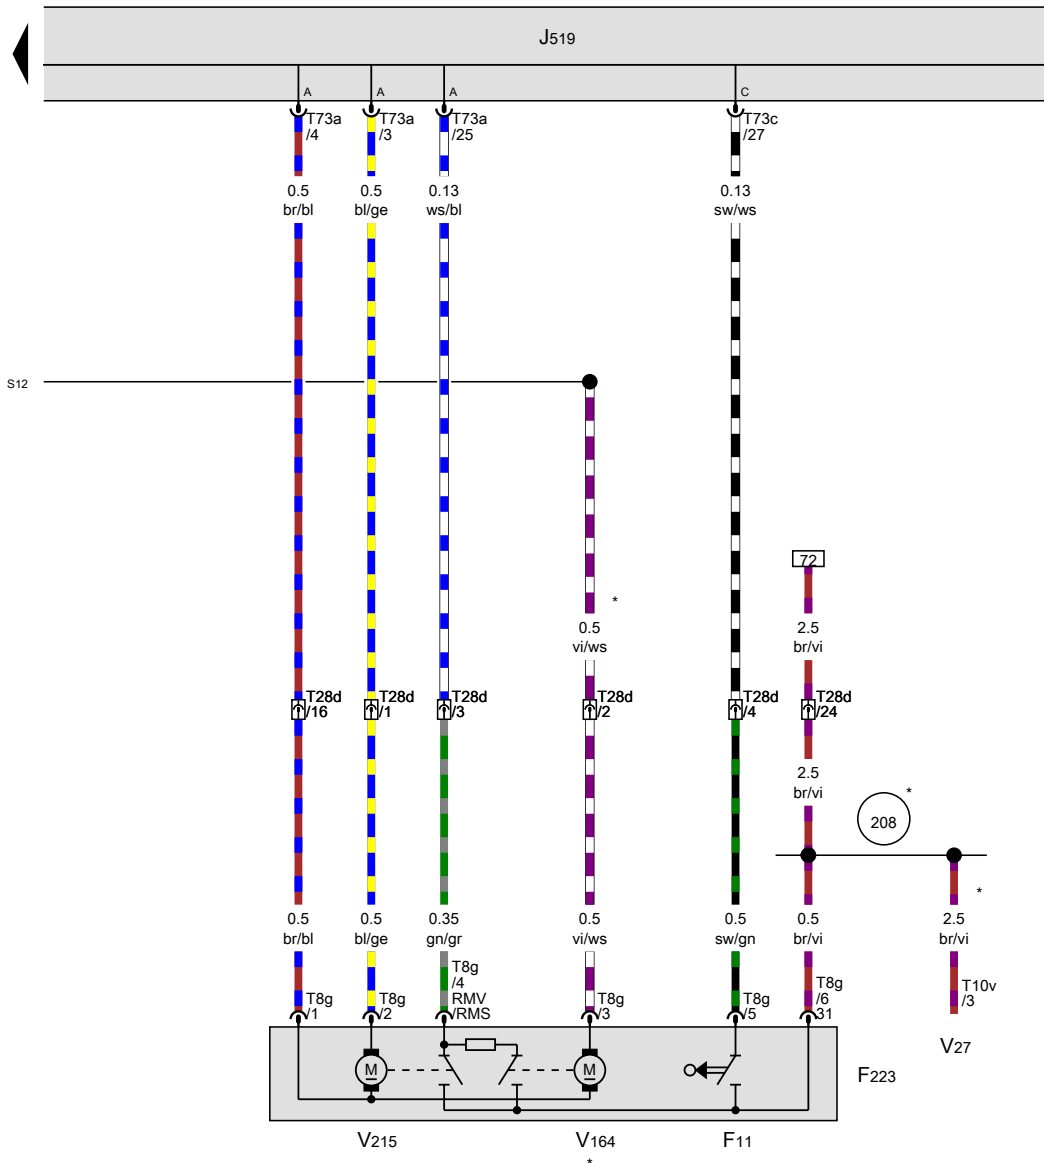 J519
A A A C
T73a
/4
T73a
/3
T73a
/25
T73c
/27
0.5
br/bl
0.5
bl/ge
0.13
ws/bl
0.13
sw/ws
S12
72
*
0.5
vi/ws
2.5
br/vi
T28d
/16
T28d
/1
T28d
/3
T28d
/2
T28d
/4
T28d
/24
2.5
br/vi
*
208
*
0.5
br/bl
0.5
bl/ge
0.35
gn/gr
0.5
vi/ws
0.5
sw/gn
0.5
br/vi
2.5
br/vi
T8g
/1
T8g
/2
T8g
/4
RMV
/RMS
T8g
/3
T8g
/5
T8g
/6
31
T10v
/3
V27
M M
F223
V215 V164 F11
*